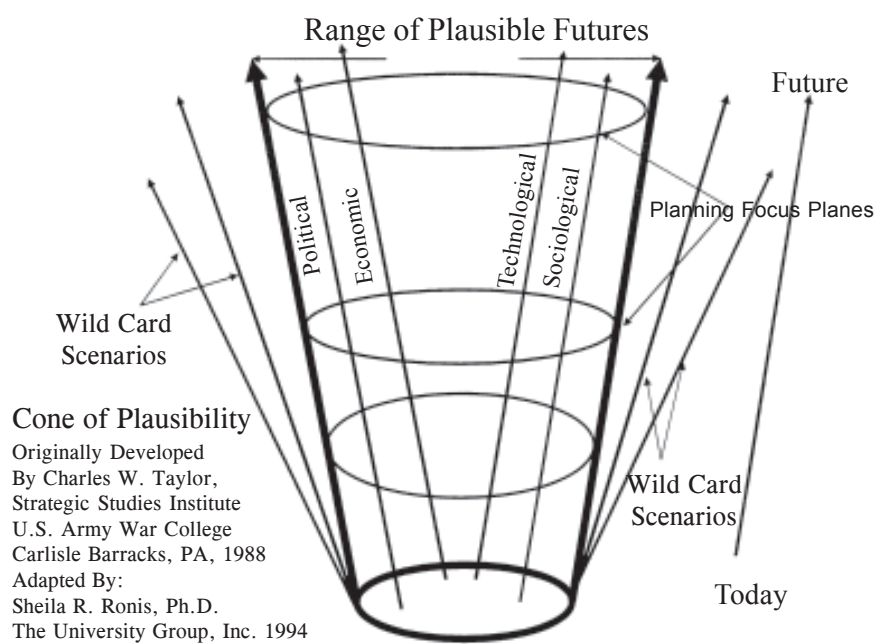 Range of Plausible Futures
Future
Political
Economic
Technological
Sociological
Planning Focus Planes
Wild Card
Scenarios
Cone of Plausibility
Originally Developed
By Charles W. Taylor,
Strategic Studies Institute
U.S. Army War College
Carlisle Barracks, PA, 1988
Adapted By:
Sheila R. Ronis, Ph.D.
The University Group, Inc. 1994
Wild Card
Scenarios
Today